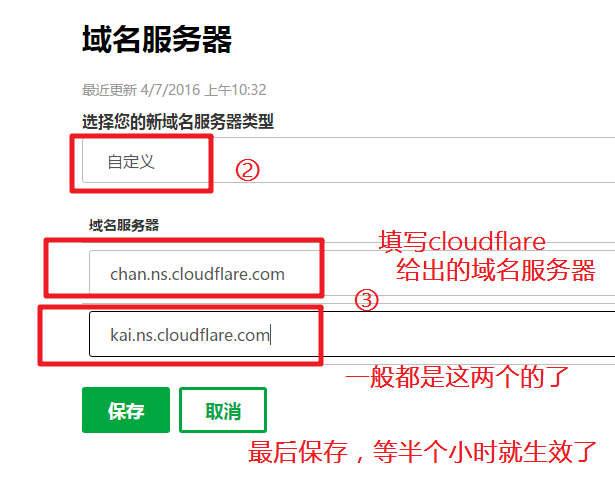 域名服务器
最近更新 4/7/2016 上午10:32
选择您的新域名服务器类型
自定义
②
域名服务器
填写cloudflare
给出的域名服务器
chan.ns.cloudflare.com
③
kai.ns.cloudflare.com
一般都是这两个的了
保存
取消
最后保存，等半个小时就生效了